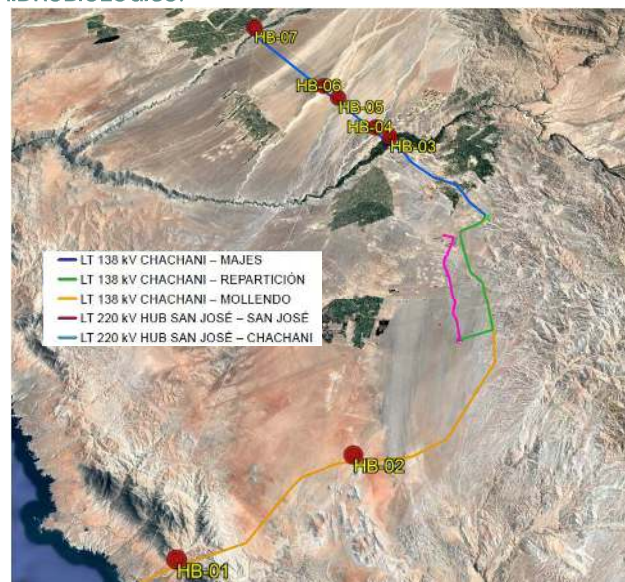 HB-07
HB-06
HB-05
HB-04
HB-03
LT 138 kV CHACHANI – MAJES
LT 138 kV CHACHANI – REPARTICIÓN
LT 138 kV CHACHANI – MOLLENDO
LT 220 kV HUB SAN JOSÉ – SAN JOSÉ
LT 220 kV HUB SAN JOSÉ – CHACHANI
HB-02
HB-01